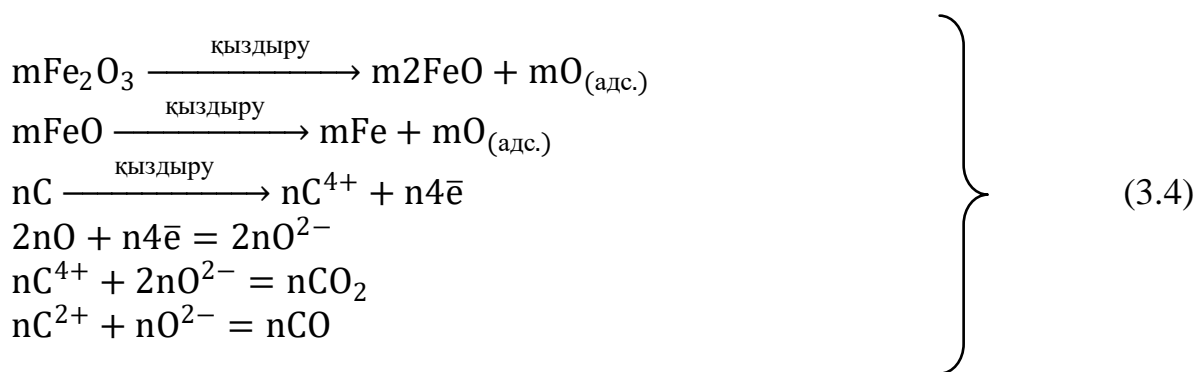 қыздыру
mFe₂O₃ ⟶ m2FeO + mO₍адс.₎
қыздыру
mFeO ⟶ mFe + mO₍адс.₎
қыздыру
nC ⟶ nC⁴⁺ + n4ē
(3.4)
2nO + n4ē = 2nO²⁻
nC⁴⁺ + 2nO²⁻ = nCO₂
nC²⁺ + nO²⁻ = nCO